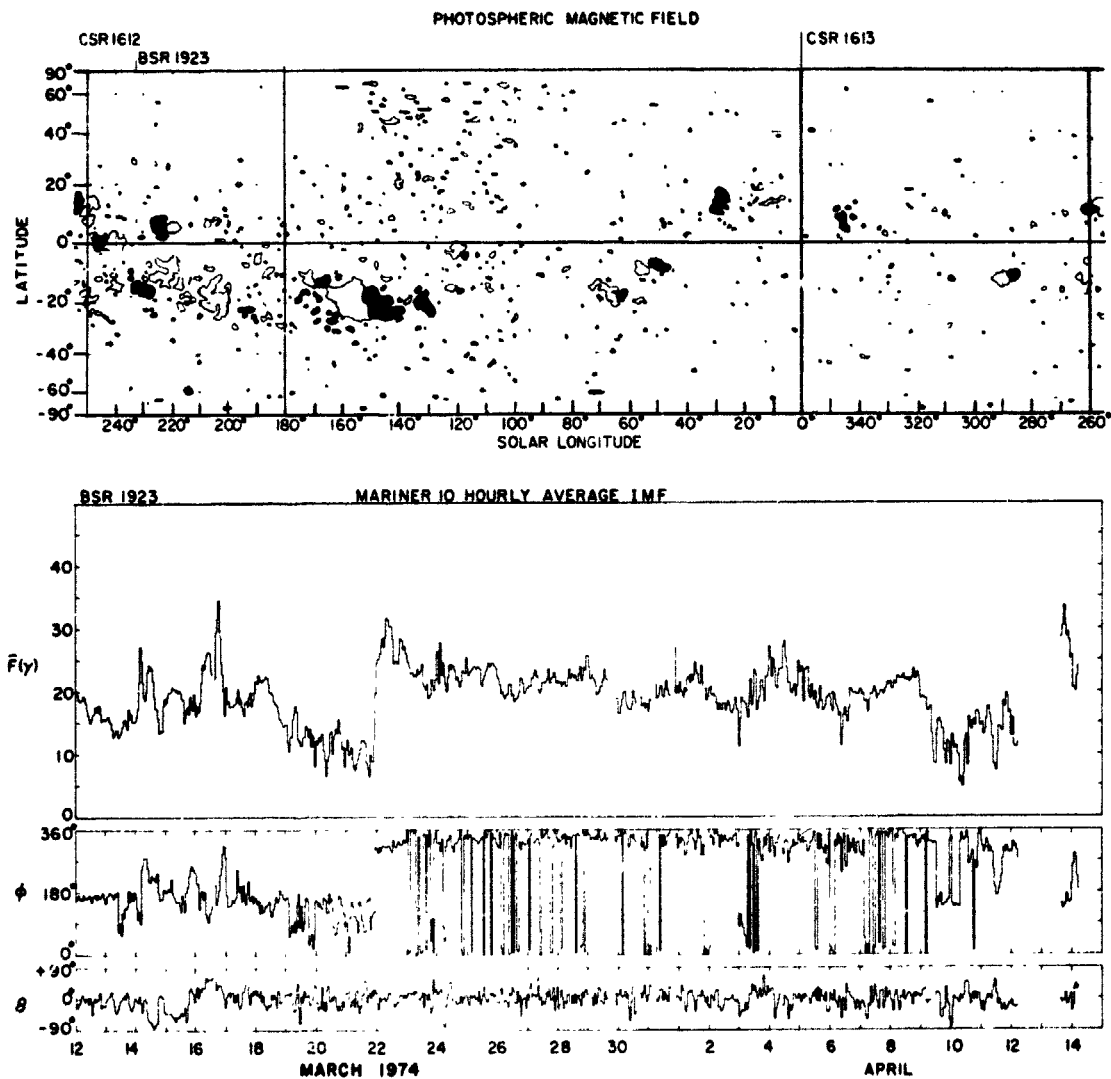 PHOTOSPHERIC MAGNETIC FIELD
CSR 1612
BSR 1923
CSR 1613
90°
60°
40°
20°
0°
-20°
-40°
-60°
-90°
LATITUDE
240° 220° 200° 180° 160° 140° 120° 100° 80° 60° 40° 20° 0° 340° 320° 300° 280° 260°
SOLAR LONGITUDE
BSR 1923 MARINER 10 HOURLY AVERAGE IMF
40
30
F̄(γ)
20
10
0
360°
ϕ 180°
0°
+90°
θ 0°
-90°
12 14 16 18 20 22 24 26 28 30 2 4 6 8 10 12 14
MARCH 1974 APRIL